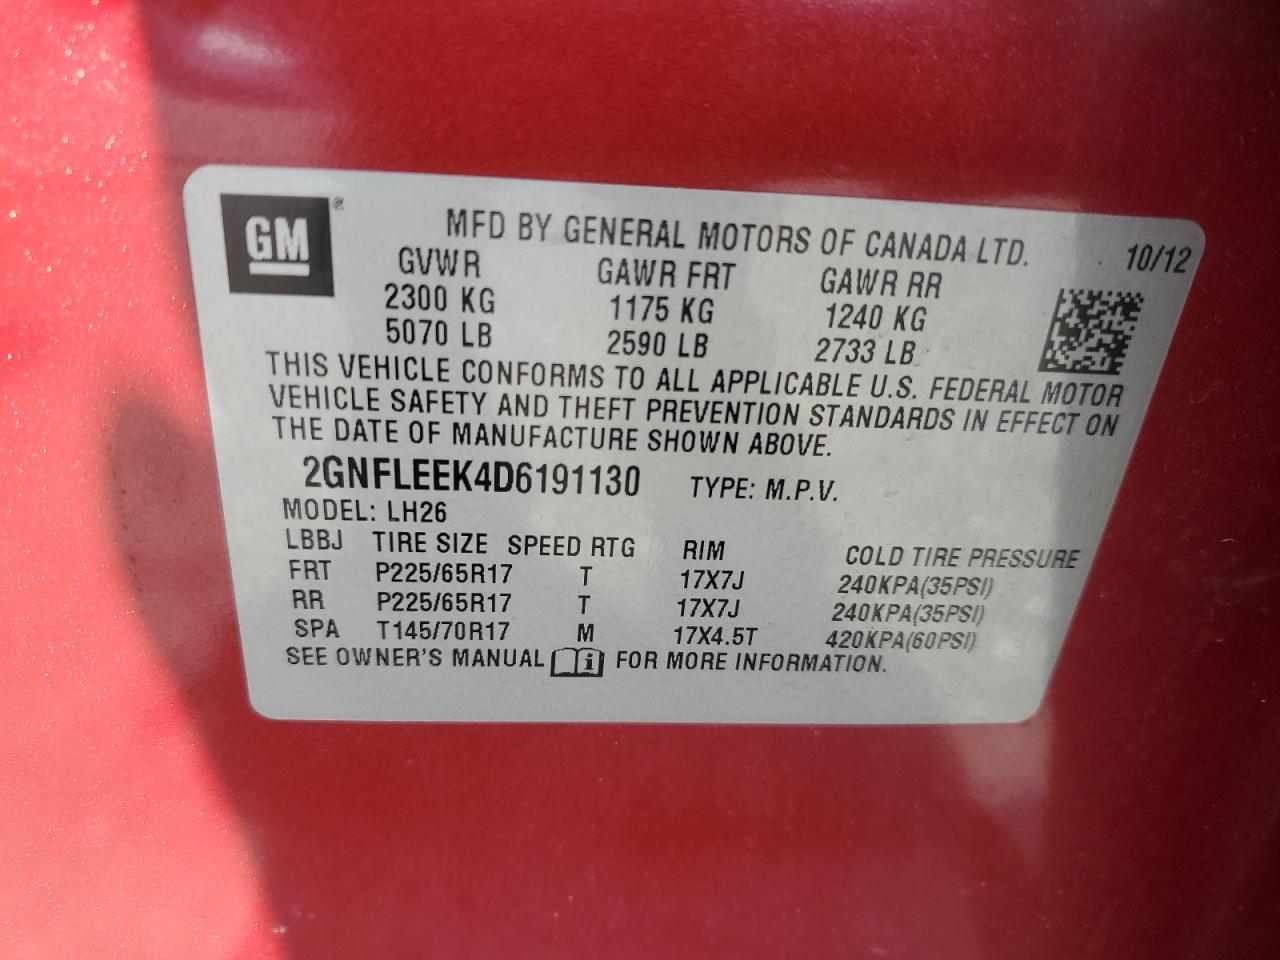 GM®
MFD BY GENERAL MOTORS OF CANADA LTD. 10/12
GVWR GAWR FRT GAWR RR
2300 KG 1175 KG 1240 KG
5070 LB 2590 LB 2733 LB
THIS VEHICLE CONFORMS TO ALL APPLICABLE U.S. FEDERAL MOTOR
VEHICLE SAFETY AND THEFT PREVENTION STANDARDS IN EFFECT ON
THE DATE OF MANUFACTURE SHOWN ABOVE.
2GNFLEEK4D6191130 TYPE: M.P.V.
MODEL: LH26
LBBJ TIRE SIZE SPEED RTG RIM COLD TIRE PRESSURE
FRT P225/65R17 T 17X7J 240KPA(35PSI)
RR P225/65R17 T 17X7J 240KPA(35PSI)
SPA T145/70R17 M 17X4.5T 420KPA(60PSI)
SEE OWNER'S MANUAL i FOR MORE INFORMATION.